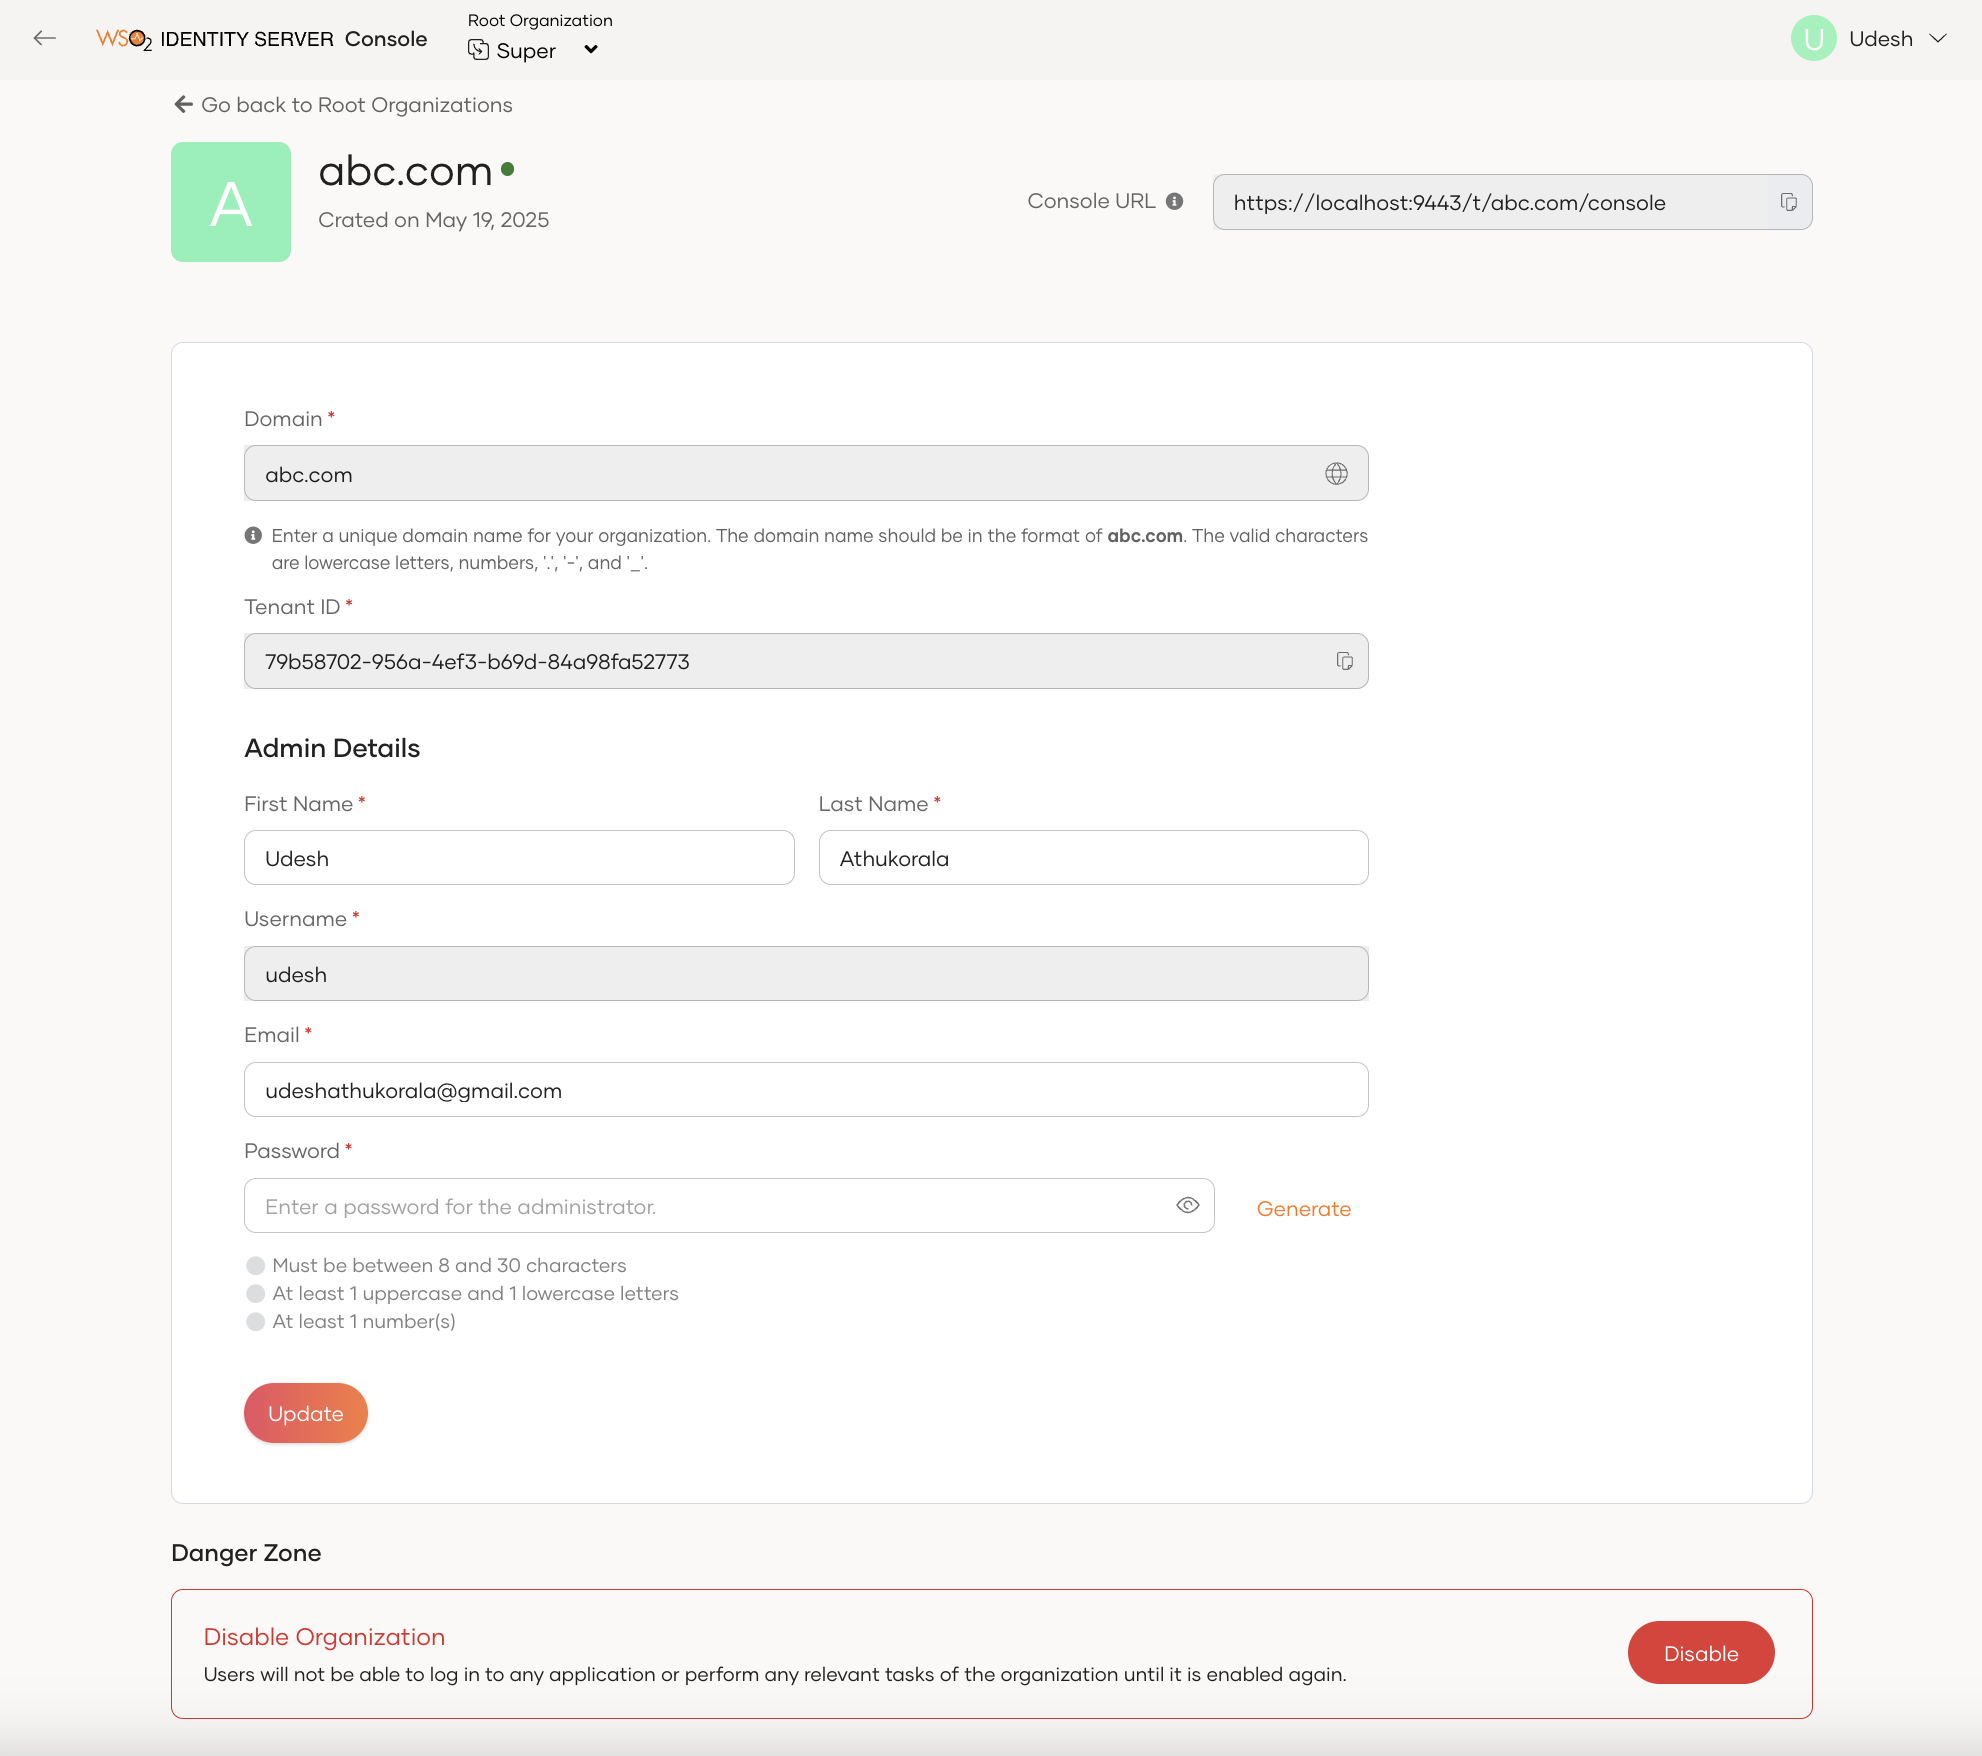 WSO2 IDENTITY SERVER Console
Root Organization
Super
U
Udesh
Go back to Root Organizations
A
abc.com
Crated on May 19, 2025
Console URL
https://localhost:9443/t/abc.com/console
Domain *
abc.com
Enter a unique domain name for your organization. The domain name should be in the format of abc.com. The valid characters
are lowercase letters, numbers, '.', '-', and '_'.
Tenant ID *
79b58702-956a-4ef3-b69d-84a98fa52773
Admin Details
First Name *
Last Name *
Udesh
Athukorala
Username *
udesh
Email *
udeshathukorala@gmail.com
Password *
Enter a password for the administrator.
Generate
Must be between 8 and 30 characters
At least 1 uppercase and 1 lowercase letters
At least 1 number(s)
Update
Danger Zone
Disable Organization
Users will not be able to log in to any application or perform any relevant tasks of the organization until it is enabled again.
Disable